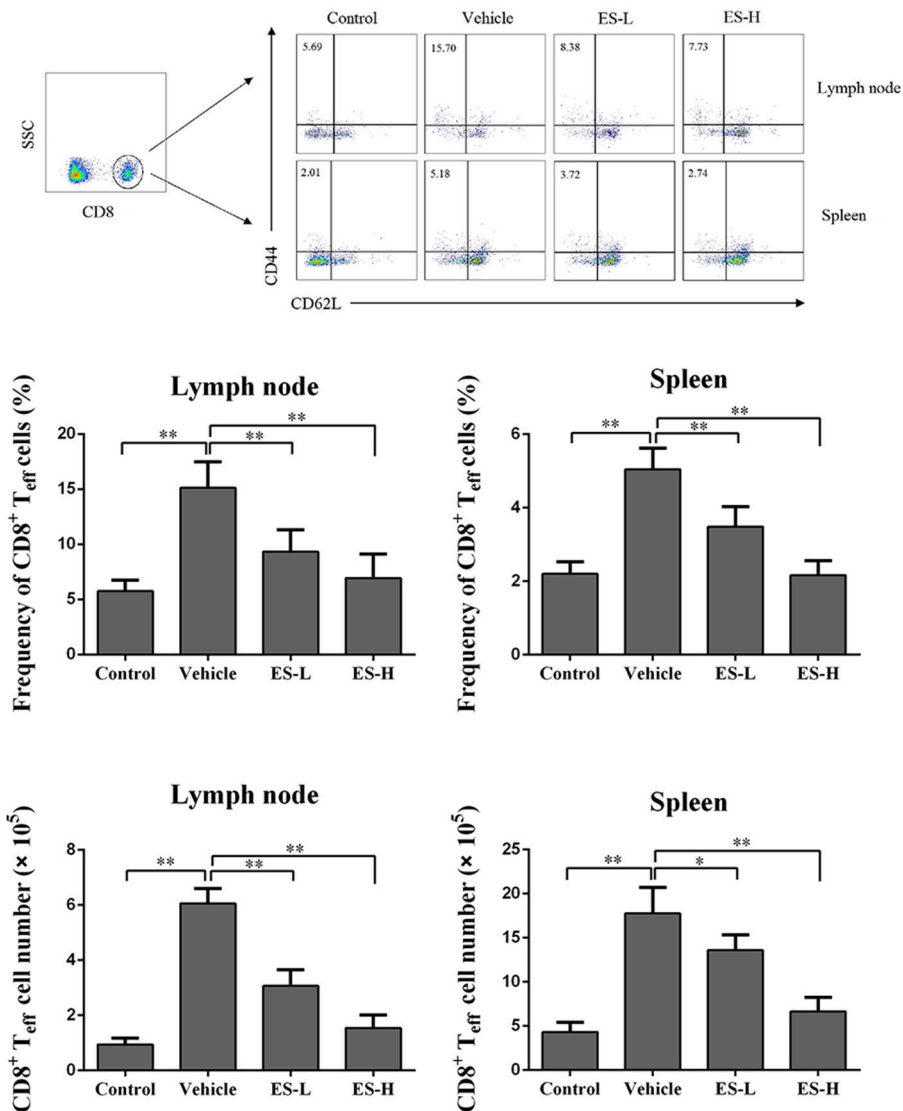 Control Vehicle ES-L ES-H
5.69 15.70 8.38 7.73
Lymph node
SSC
CD8
2.01 5.18 3.72 2.74
Spleen
CD44
CD62L
Lymph node
Frequency of CD8⁺ T_eff cells (%)
20
15
10
5
0
** ** **
Control Vehicle ES-L ES-H
Spleen
Frequency of CD8⁺ T_eff cells (%)
6
4
2
0
** ** **
Control Vehicle ES-L ES-H
Lymph node
CD8⁺ T_eff cell number (× 10⁵)
8
6
4
2
0
** ** **
Control Vehicle ES-L ES-H
Spleen
CD8⁺ T_eff cell number (× 10⁵)
25
20
15
10
5
0
** * **
Control Vehicle ES-L ES-H